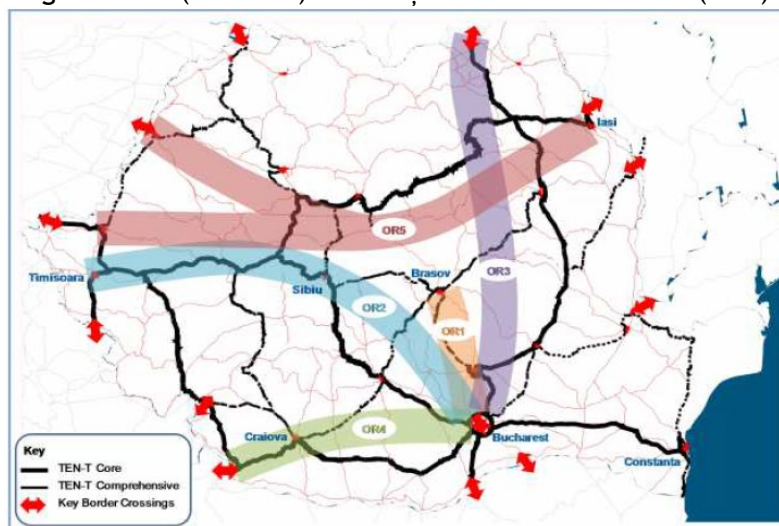 Iasi
OR5
Brasov
OR3
Timisoara
Sibiu
OR2
OR1
OR4
Craiova
Bucharest
Constanta
Key
TEN-T Core
TEN-T Comprehensive
Key Border Crossings